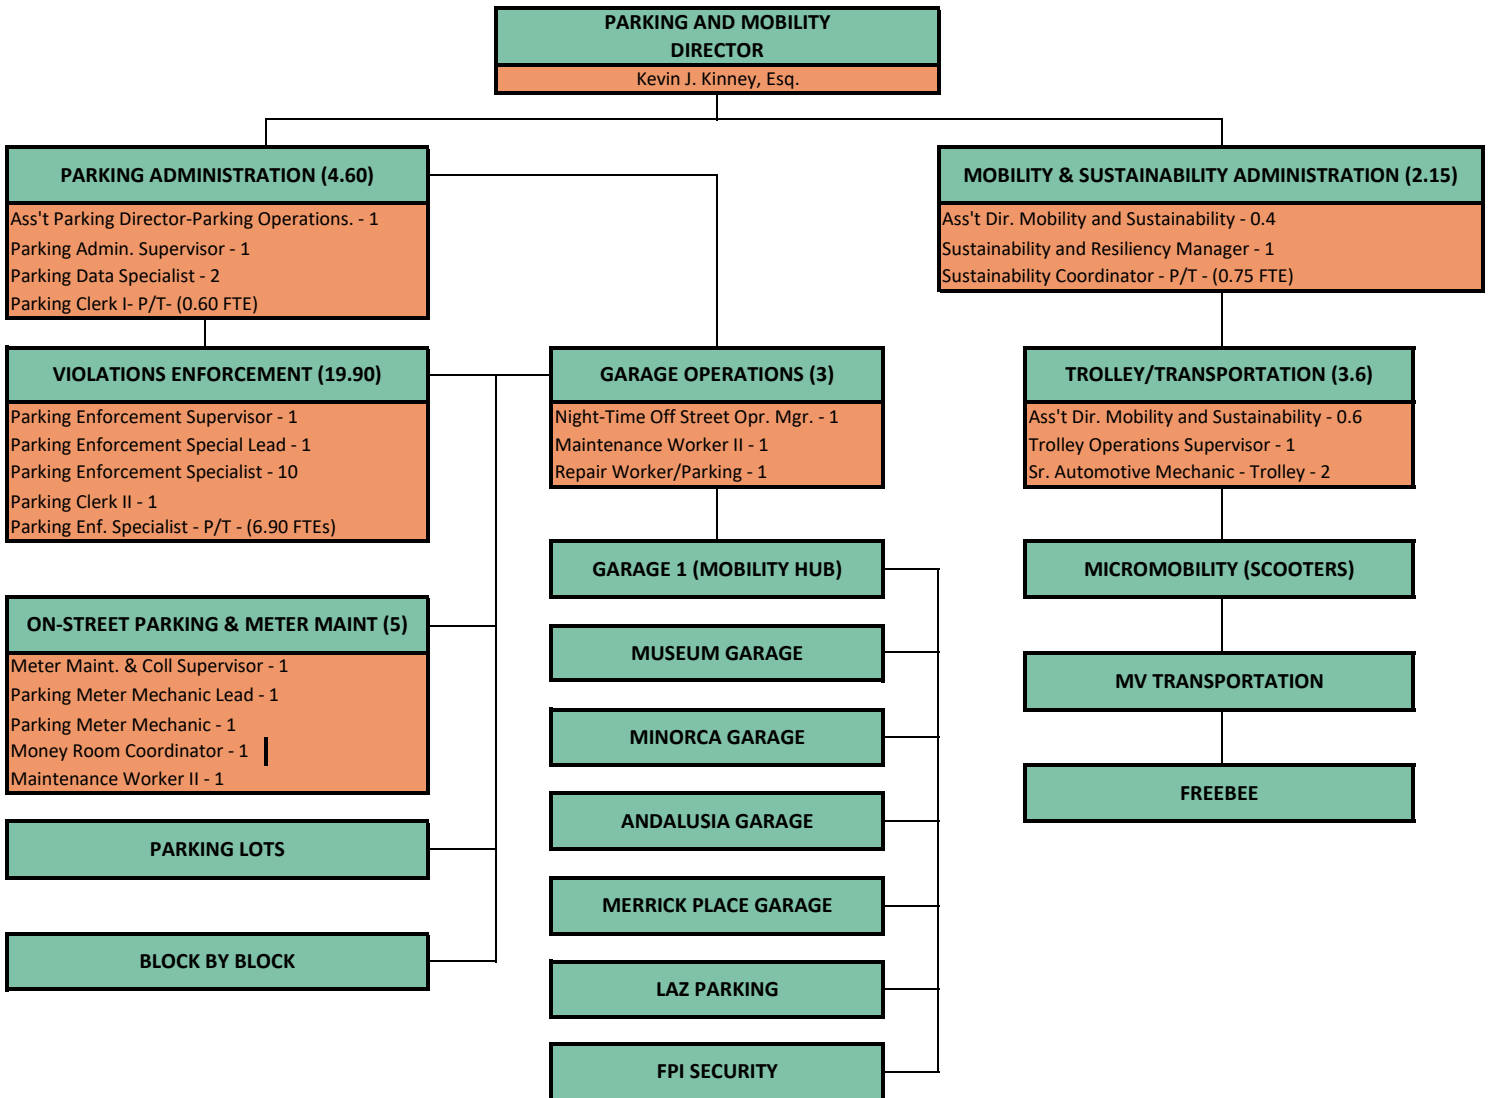 PARKING AND MOBILITY
DIRECTOR
Kevin J. Kinney, Esq.
PARKING ADMINISTRATION (4.60)
Ass't Parking Director-Parking Operations. - 1
Parking Admin. Supervisor - 1
Parking Data Specialist - 2
Parking Clerk I- P/T- (0.60 FTE)
MOBILITY & SUSTAINABILITY ADMINISTRATION (2.15)
Ass't Dir. Mobility and Sustainability - 0.4
Sustainability and Resiliency Manager - 1
Sustainability Coordinator - P/T - (0.75 FTE)
VIOLATIONS ENFORCEMENT (19.90)
Parking Enforcement Supervisor - 1
Parking Enforcement Special Lead - 1
Parking Enforcement Specialist - 10
Parking Clerk II - 1
Parking Enf. Specialist - P/T - (6.90 FTEs)
GARAGE OPERATIONS (3)
Night-Time Off Street Opr. Mgr. - 1
Maintenance Worker II - 1
Repair Worker/Parking - 1
TROLLEY/TRANSPORTATION (3.6)
Ass't Dir. Mobility and Sustainability - 0.6
Trolley Operations Supervisor - 1
Sr. Automotive Mechanic - Trolley - 2
ON-STREET PARKING & METER MAINT (5)
Meter Maint. & Coll Supervisor - 1
Parking Meter Mechanic Lead - 1
Parking Meter Mechanic - 1
Money Room Coordinator - 1
Maintenance Worker II - 1
PARKING LOTS
BLOCK BY BLOCK
GARAGE 1 (MOBILITY HUB)
MUSEUM GARAGE
MINORCA GARAGE
ANDALUSIA GARAGE
MERRICK PLACE GARAGE
LAZ PARKING
FPI SECURITY
MICROMOBILITY (SCOOTERS)
MV TRANSPORTATION
FREEBEE